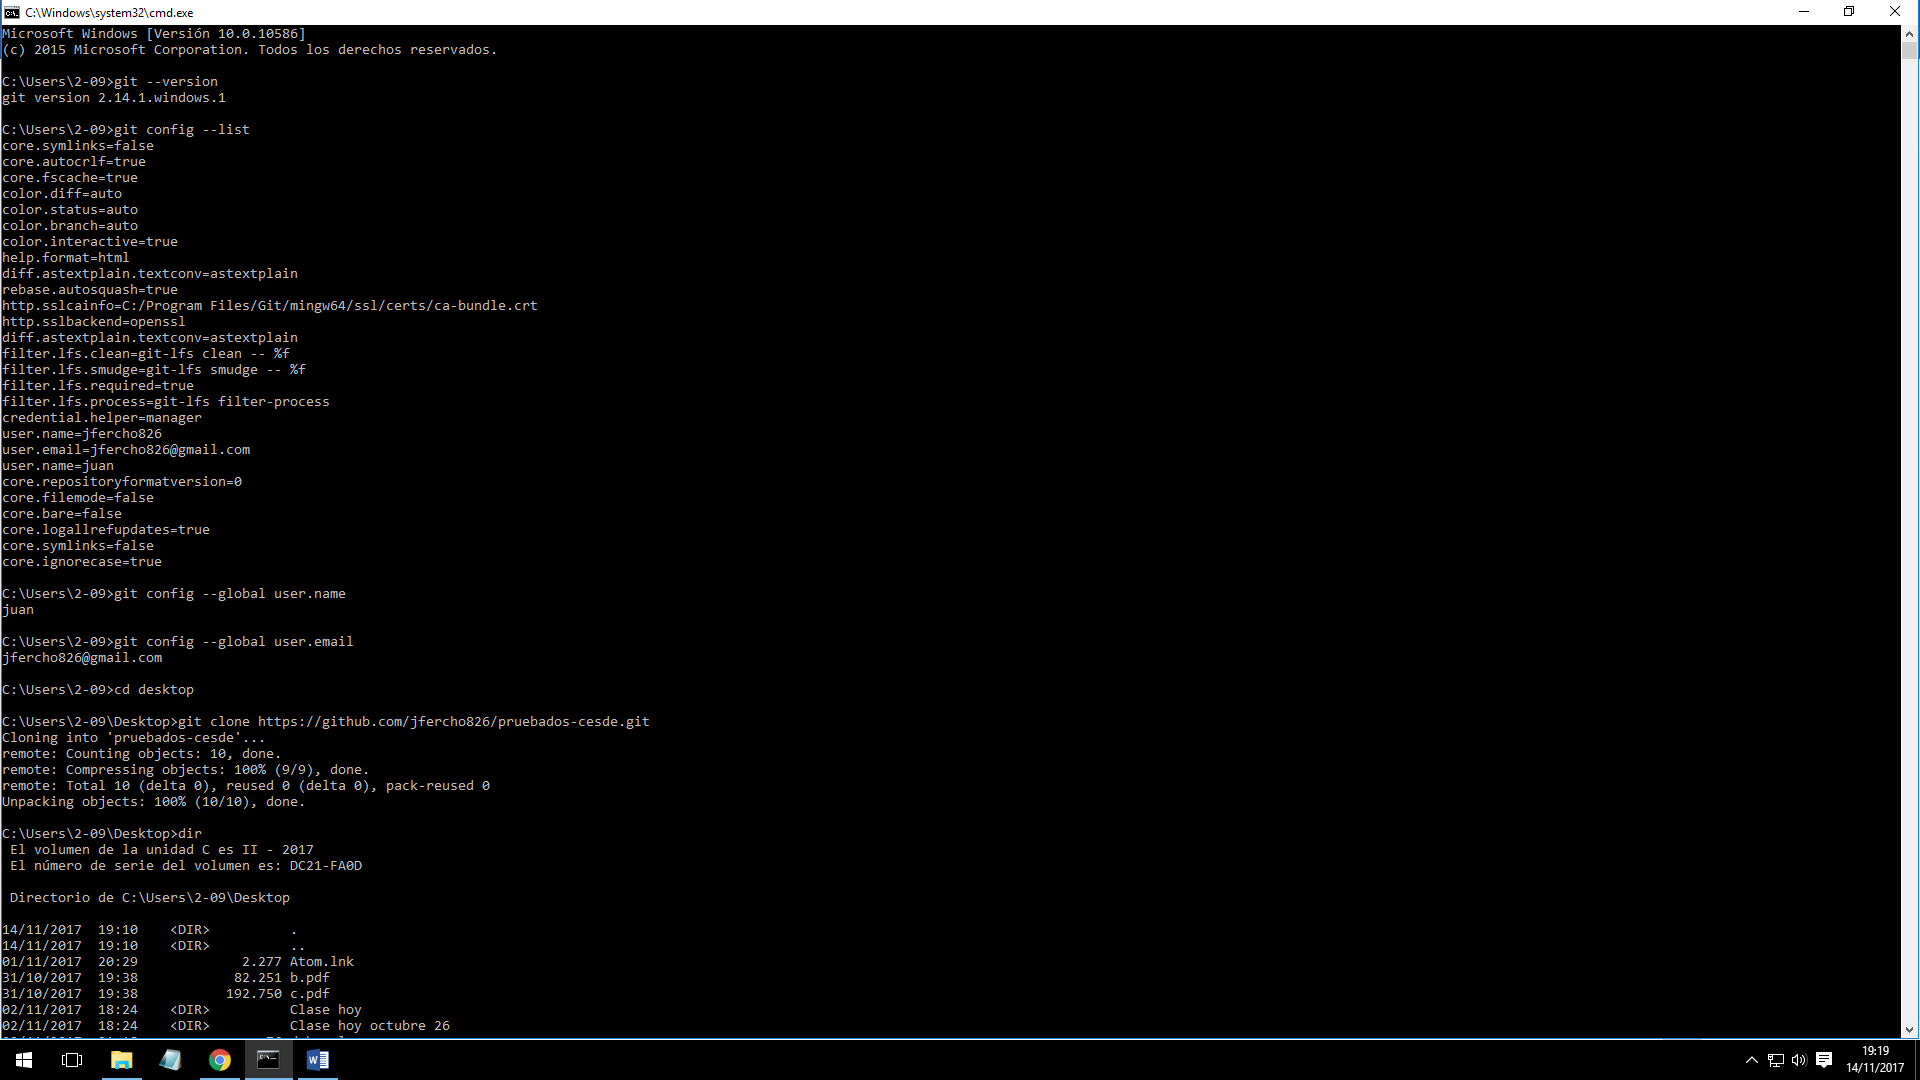 C:\Windows\system32\cmd.exe
Microsoft Windows [Versión 10.0.10586]
(c) 2015 Microsoft Corporation. Todos los derechos reservados.
C:\Users\2-09>git --version
git version 2.14.1.windows.1
C:\Users\2-09>git config --list
core.symlinks=false
core.autocrlf=true
core.fscache=true
color.diff=auto
color.status=auto
color.branch=auto
color.interactive=true
help.format=html
diff.astextplain.textconv=astextplain
rebase.autosquash=true
http.sslcainfo=C:/Program Files/Git/mingw64/ssl/certs/ca-bundle.crt
http.sslbackend=openssl
diff.astextplain.textconv=astextplain
filter.lfs.clean=git-lfs clean -- %f
filter.lfs.smudge=git-lfs smudge -- %f
filter.lfs.required=true
filter.lfs.process=git-lfs filter-process
credential.helper=manager
user.name=jfercho826
user.email=jfercho826@gmail.com
user.name=juan
core.repositoryformatversion=0
core.filemode=false
core.bare=false
core.logallrefupdates=true
core.symlinks=false
core.ignorecase=true
C:\Users\2-09>git config --global user.name
juan
C:\Users\2-09>git config --global user.email
jfercho826@gmail.com
C:\Users\2-09>cd desktop
C:\Users\2-09\Desktop>git clone https://github.com/jfercho826/pruebados-cesde.git
Cloning into 'pruebados-cesde'...
remote: Counting objects: 10, done.
remote: Compressing objects: 100% (9/9), done.
remote: Total 10 (delta 0), reused 0 (delta 0), pack-reused 0
Unpacking objects: 100% (10/10), done.
C:\Users\2-09\Desktop>dir
El volumen de la unidad C es II - 2017
El número de serie del volumen es: DC21-FA0D
Directorio de C:\Users\2-09\Desktop
14/11/2017 19:10 <DIR> .
14/11/2017 19:10 <DIR> ..
01/11/2017 20:29 2.277 Atom.lnk
31/10/2017 19:38 82.251 b.pdf
31/10/2017 19:38 192.750 c.pdf
02/11/2017 18:24 <DIR> Clase hoy
02/11/2017 18:24 <DIR> Clase hoy octubre 26
19:19
14/11/2017